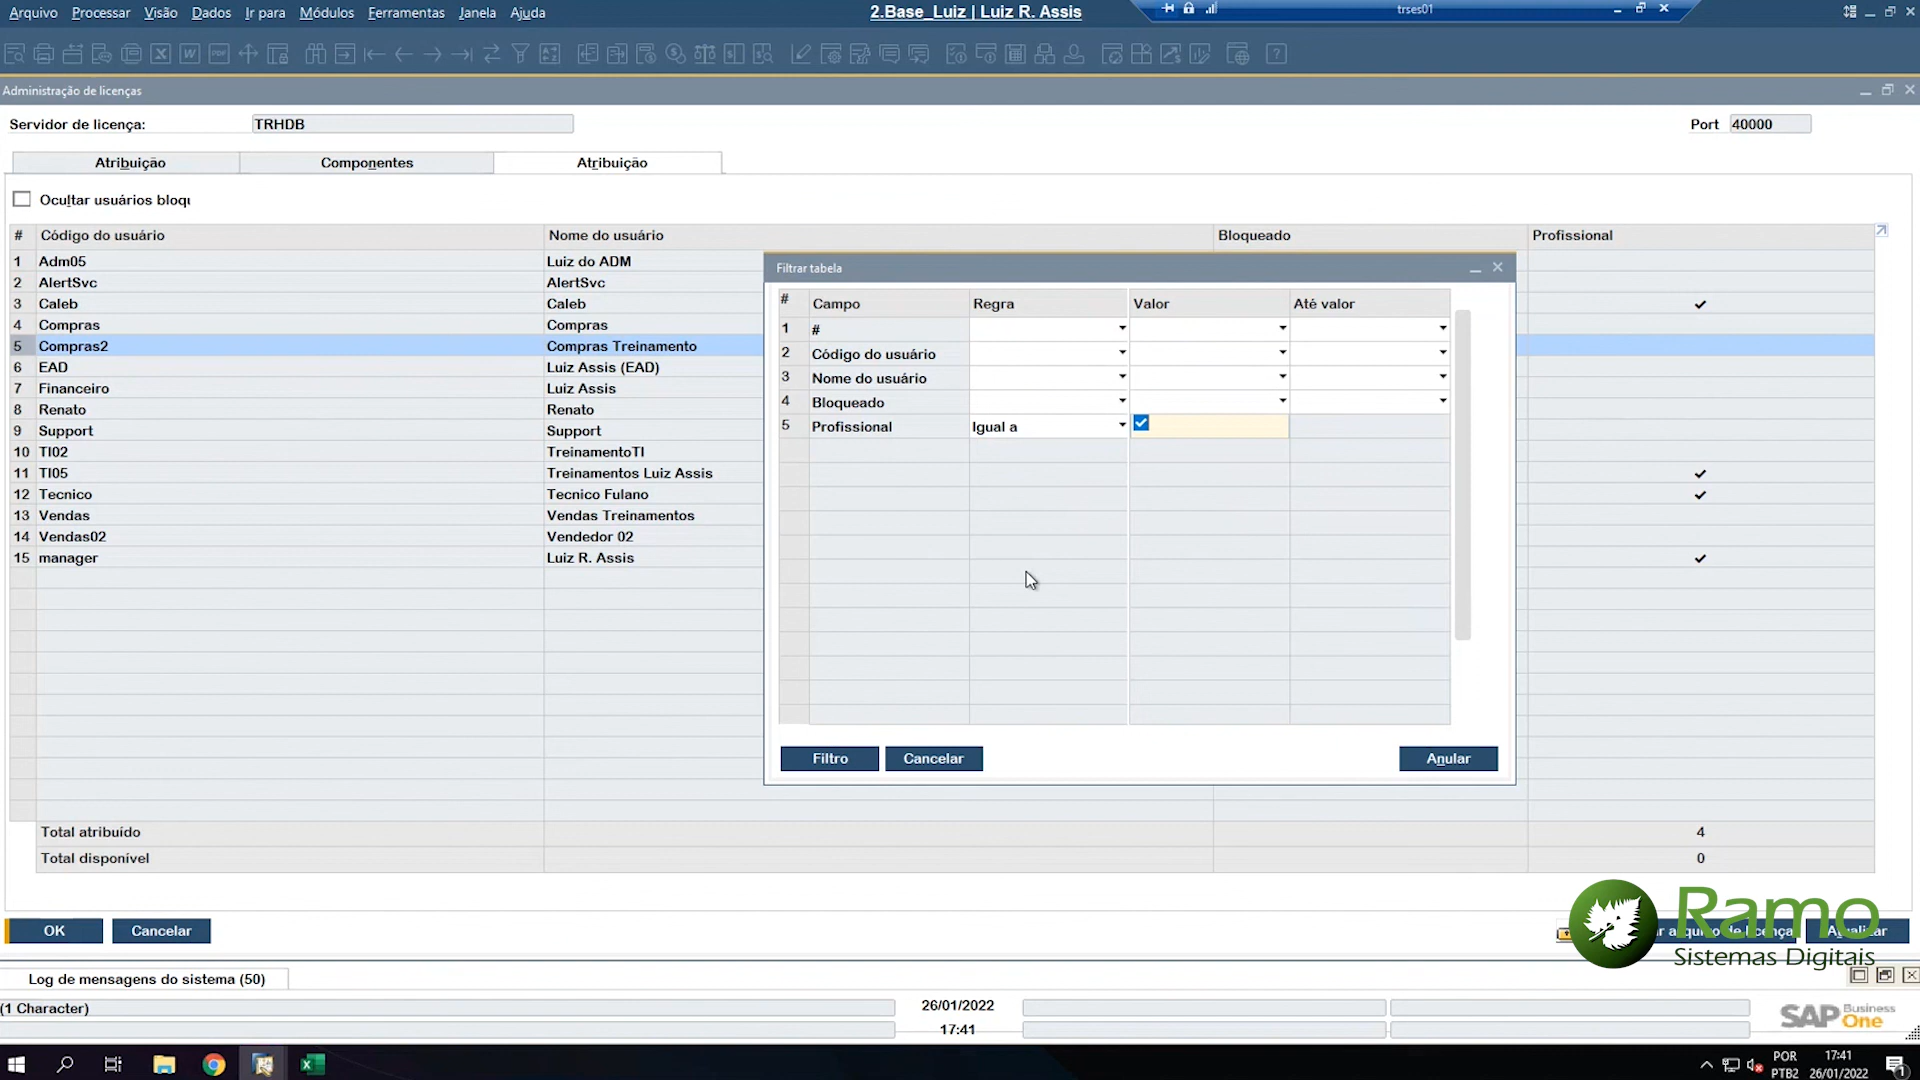 Arquivo Processar Visão Dados Ir para Módulos Ferramentas Janela Ajuda
2.Base_Luiz | Luiz R. Assis
trses01
Administração de licenças
Servidor de licença: TRHDB
Port 40000
Atribuição Componentes Atribuição
Ocultar usuários bloqu
# Código do usuário Nome do usuário Bloqueado Profissional
1 Adm05 Luiz do ADM
2 AlertSvc AlertSvc
3 Caleb Caleb
4 Compras Compras
5 Compras2 Compras Treinamento
6 EAD Luiz Assis (EAD)
7 Financeiro Luiz Assis
8 Renato Renato
9 Support Support
10 TI02 TreinamentoTI
11 TI05 Treinamentos Luiz Assis
12 Tecnico Tecnico Fulano
13 Vendas Vendas Treinamentos
14 Vendas02 Vendedor 02
15 manager Luiz R. Assis
Total atribuído 4
Total disponível 0
Filtrar tabela
# Campo Regra Valor Até valor
1 #
2 Código do usuário
3 Nome do usuário
4 Bloqueado
5 Profissional Igual a
Filtro Cancelar Anular
OK Cancelar
Ramo
Sistemas Digitais
Log de mensagens do sistema (50)
(1 Character)
26/01/2022
17:41
SAP Business One
POR
PTB2
17:41
26/01/2022
1